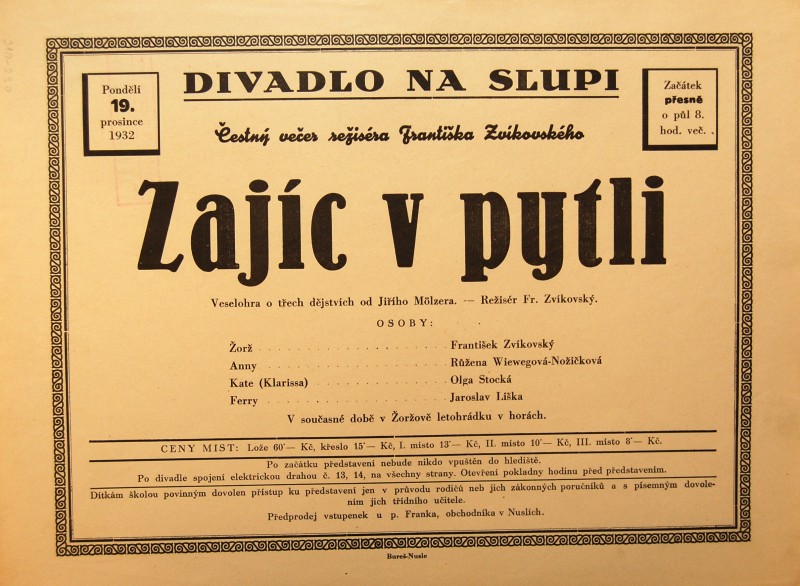 Pondělí
19.
prosince
1932
DIVADLO NA SLUPI
Začátek
přesně
o půl 8.
hod. več.
Čestný večer režiséra Františka Zvíkovského
Zajíc v pytli
Veselohra o třech dějstvích od Jiřího Mölzera. — Režisér Fr. Zvíkovský.
OSOBY:
Žorž . . . . . . . . . . . . . . . František Zvíkovský
Anny . . . . . . . . . . . . . . . Růžena Wiewegová-Nožičková
Kate (Klarissa) . . . . . . . . . . . Olga Stocká
Ferry . . . . . . . . . . . . . . . Jaroslav Liška
V současné době v Žoržově letohrádku v horách.
CENY MIST: Lože 60·— Kč, křeslo 15·— Kč, I. místo 13·— Kč, II. místo 10·— Kč, III. místo 8·— Kč.
Po začátku představení nebude nikdo vpuštěn do hlediště.
Po divadle spojení elektrickou drahou č. 13, 14, na všechny strany. Otevření pokladny hodinu před představením.
Dítkám školou povinným dovolen přístup ku představení jen v průvodu rodičů neb jich zákonných poručníků a s písemným dovole-
ním jich třídního učitele.
Předprodej vstupenek u p. Franka, obchodníka v Nuslích.
Bureš-Nusle